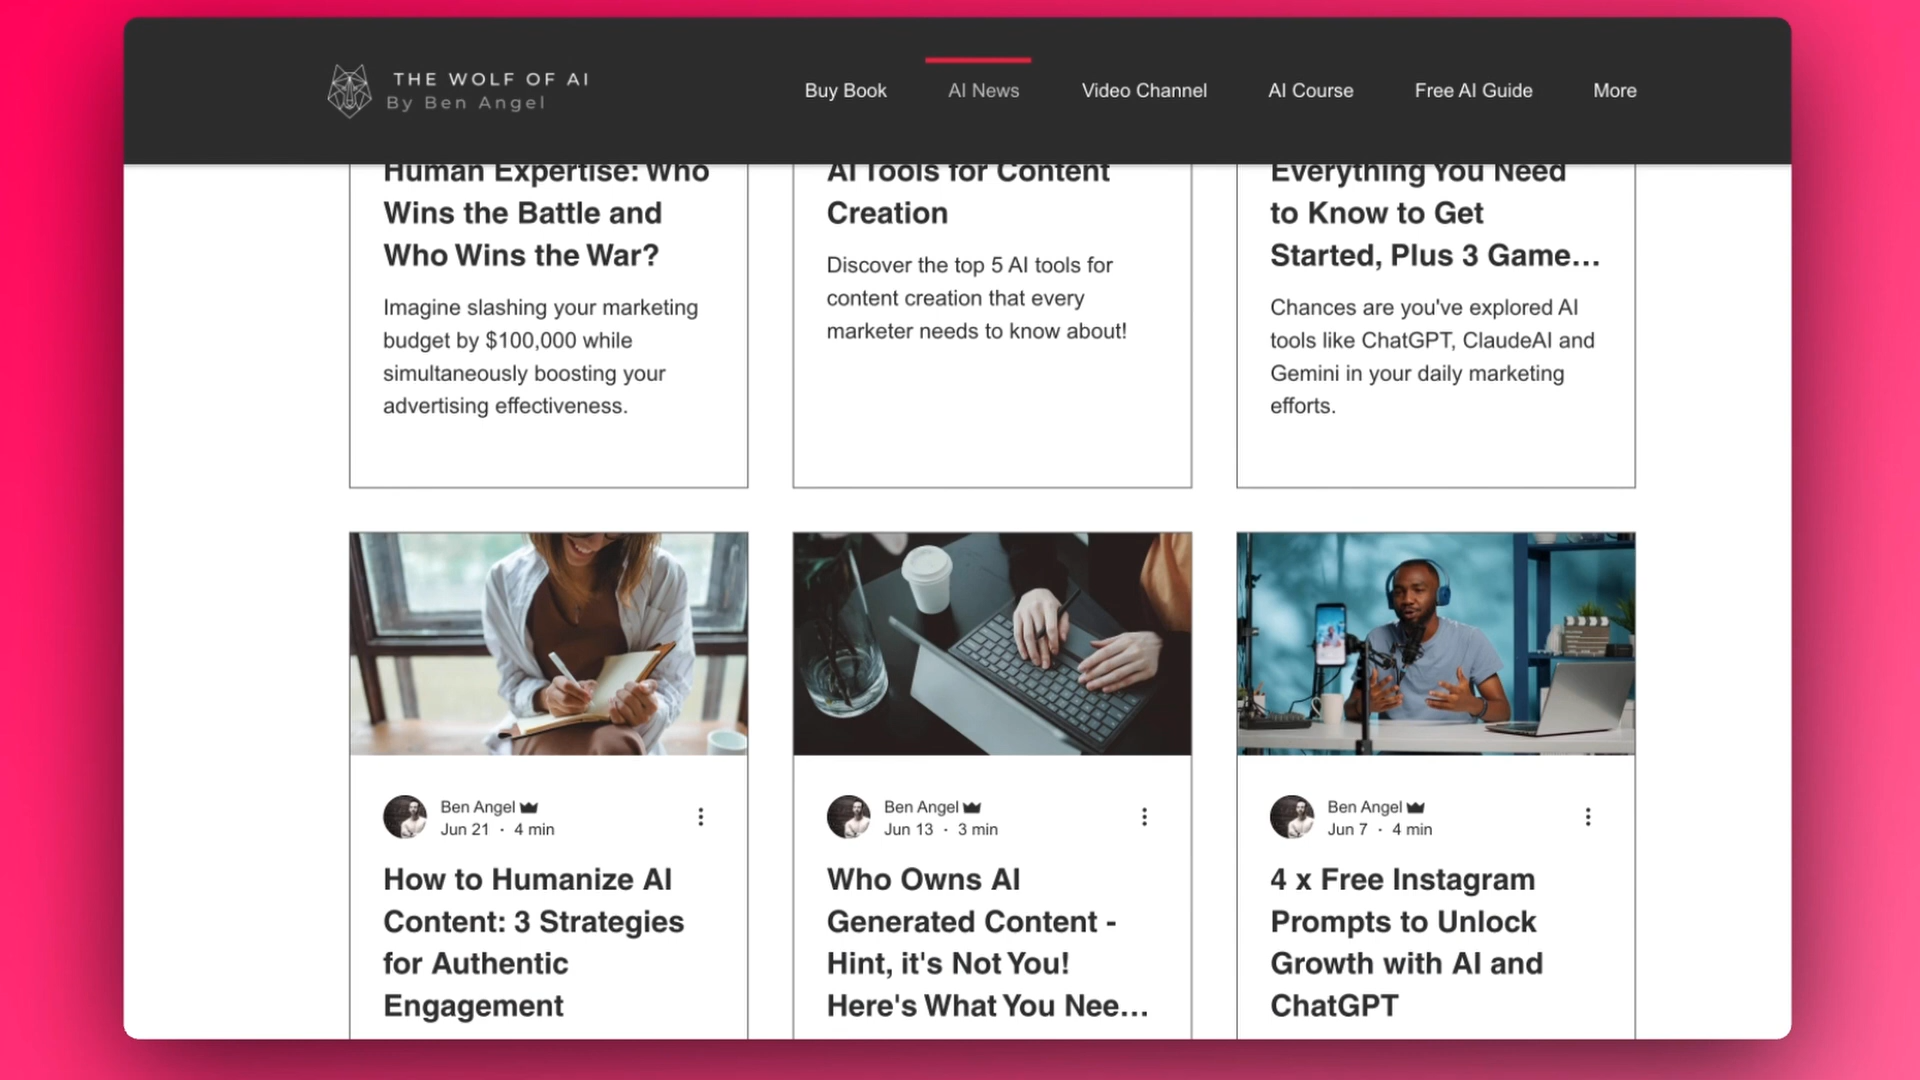 THE WOLF OF AI
By Ben Angel
Buy Book
AI News
Video Channel
AI Course
Free AI Guide
More
Human Expertise: Who
Wins the Battle and
Who Wins the War?
Imagine slashing your marketing
budget by $100,000 while
simultaneously boosting your
advertising effectiveness.
AI Tools for Content
Creation
Discover the top 5 AI tools for
content creation that every
marketer needs to know about!
Everything You Need
to Know to Get
Started, Plus 3 Game...
Chances are you've explored AI
tools like ChatGPT, ClaudeAI and
Gemini in your daily marketing
efforts.
Ben Angel
Jun 21 · 4 min
How to Humanize AI
Content: 3 Strategies
for Authentic
Engagement
Ben Angel
Jun 13 · 3 min
Who Owns AI
Generated Content -
Hint, it's Not You!
Here's What You Nee...
Ben Angel
Jun 7 · 4 min
4 x Free Instagram
Prompts to Unlock
Growth with AI and
ChatGPT